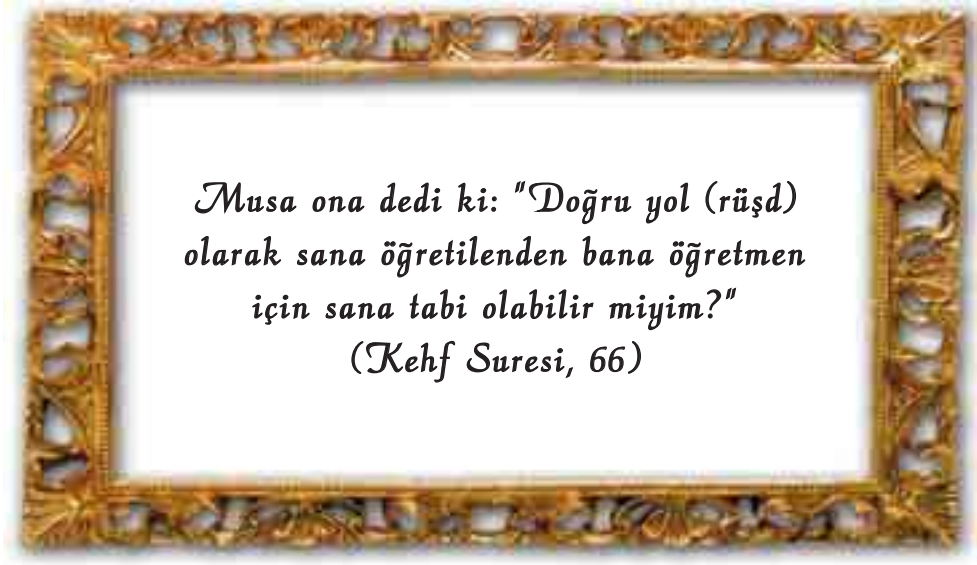 Musa ona dedi ki: "Doğru yol (rüşd)
olarak sana öğretilenden bana öğretmen
için sana tabi olabilir miyim?"
(Kehf Suresi, 66)